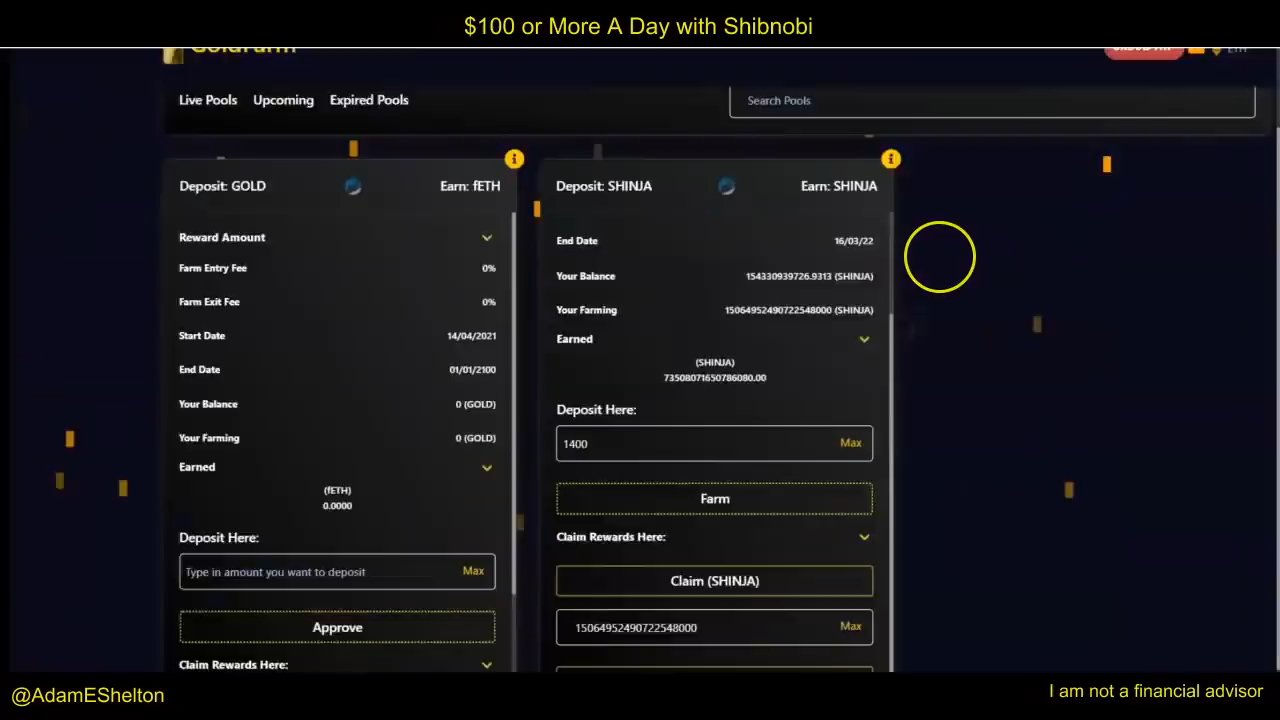 $100 or More A Day with Shibnobi
GoldFarm
ETH
Live Pools Upcoming Expired Pools
Search Pools
Deposit: GOLD Earn: fETH
Reward Amount
Farm Entry Fee 0%
Farm Exit Fee 0%
Start Date 14/04/2021
End Date 01/01/2100
Your Balance 0 (GOLD)
Your Farming 0 (GOLD)
Earned
(fETH)
0.0000
Deposit Here:
Type in amount you want to deposit Max
Approve
Claim Rewards Here:
Deposit: SHINJA Earn: SHINJA
End Date 16/03/22
Your Balance 154330939726.9313 (SHINJA)
Your Farming 15064952490722548000 (SHINJA)
Earned
(SHINJA)
73508071650786080.00
Deposit Here:
1400 Max
Farm
Claim Rewards Here:
Claim (SHINJA)
15064952490722548000 Max
@AdamEShelton
I am not a financial advisor